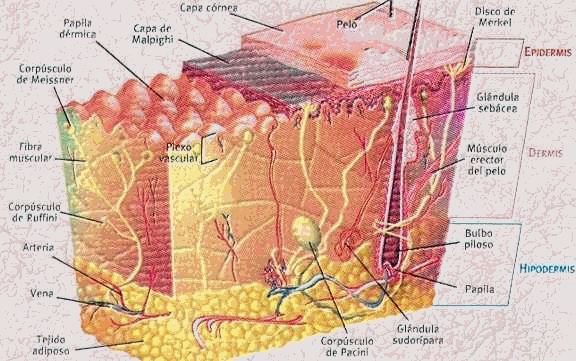 Capa córnea
Papila
dérmica
Capa de
Malpighi
Pelo
Disco de
Merkel
EPIDERMIS
Corpúsculo
de Meissner
Glándula
sebácea
Fibra
muscular
Plexo
vascular
DERMIS
Músculo
erector
del pelo
Corpúsculo
de Ruffini
Arteria
Bulbo
piloso
HIPODERMIS
Vena
Papila
Tejido
adiposo
Corpúsculo
de Pacini
Glándula
sudorípara